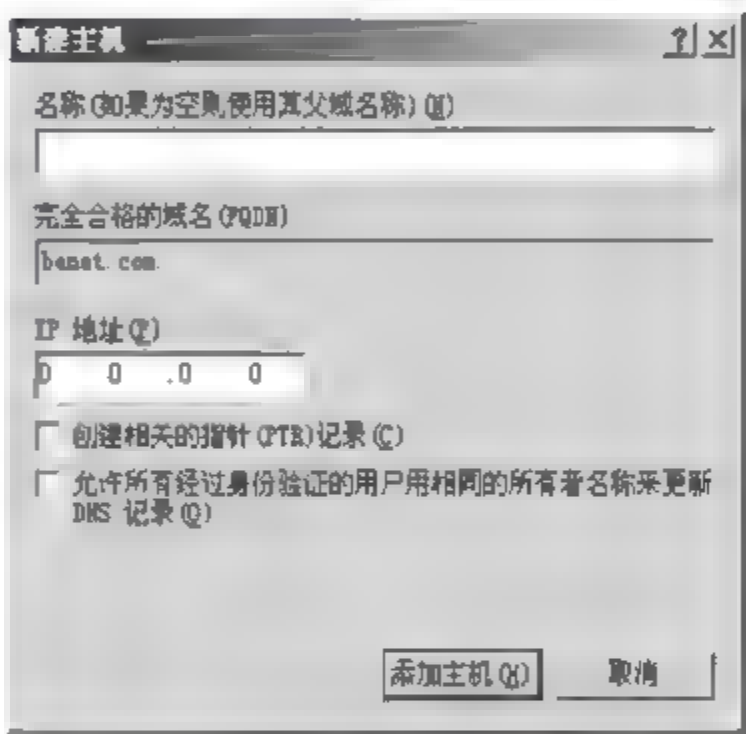 新建主机
名称(如果为空则使用其父域名称)(N)
完全合格的域名(FQDN)
benet.com.
IP 地址(P)
0 .0 .0 .0
创建相关的指针(PTR)记录(C)
允许所有经过身份验证的用户用相同的所有者名称来更新
DNS 记录(O)
添加主机(H)
取消